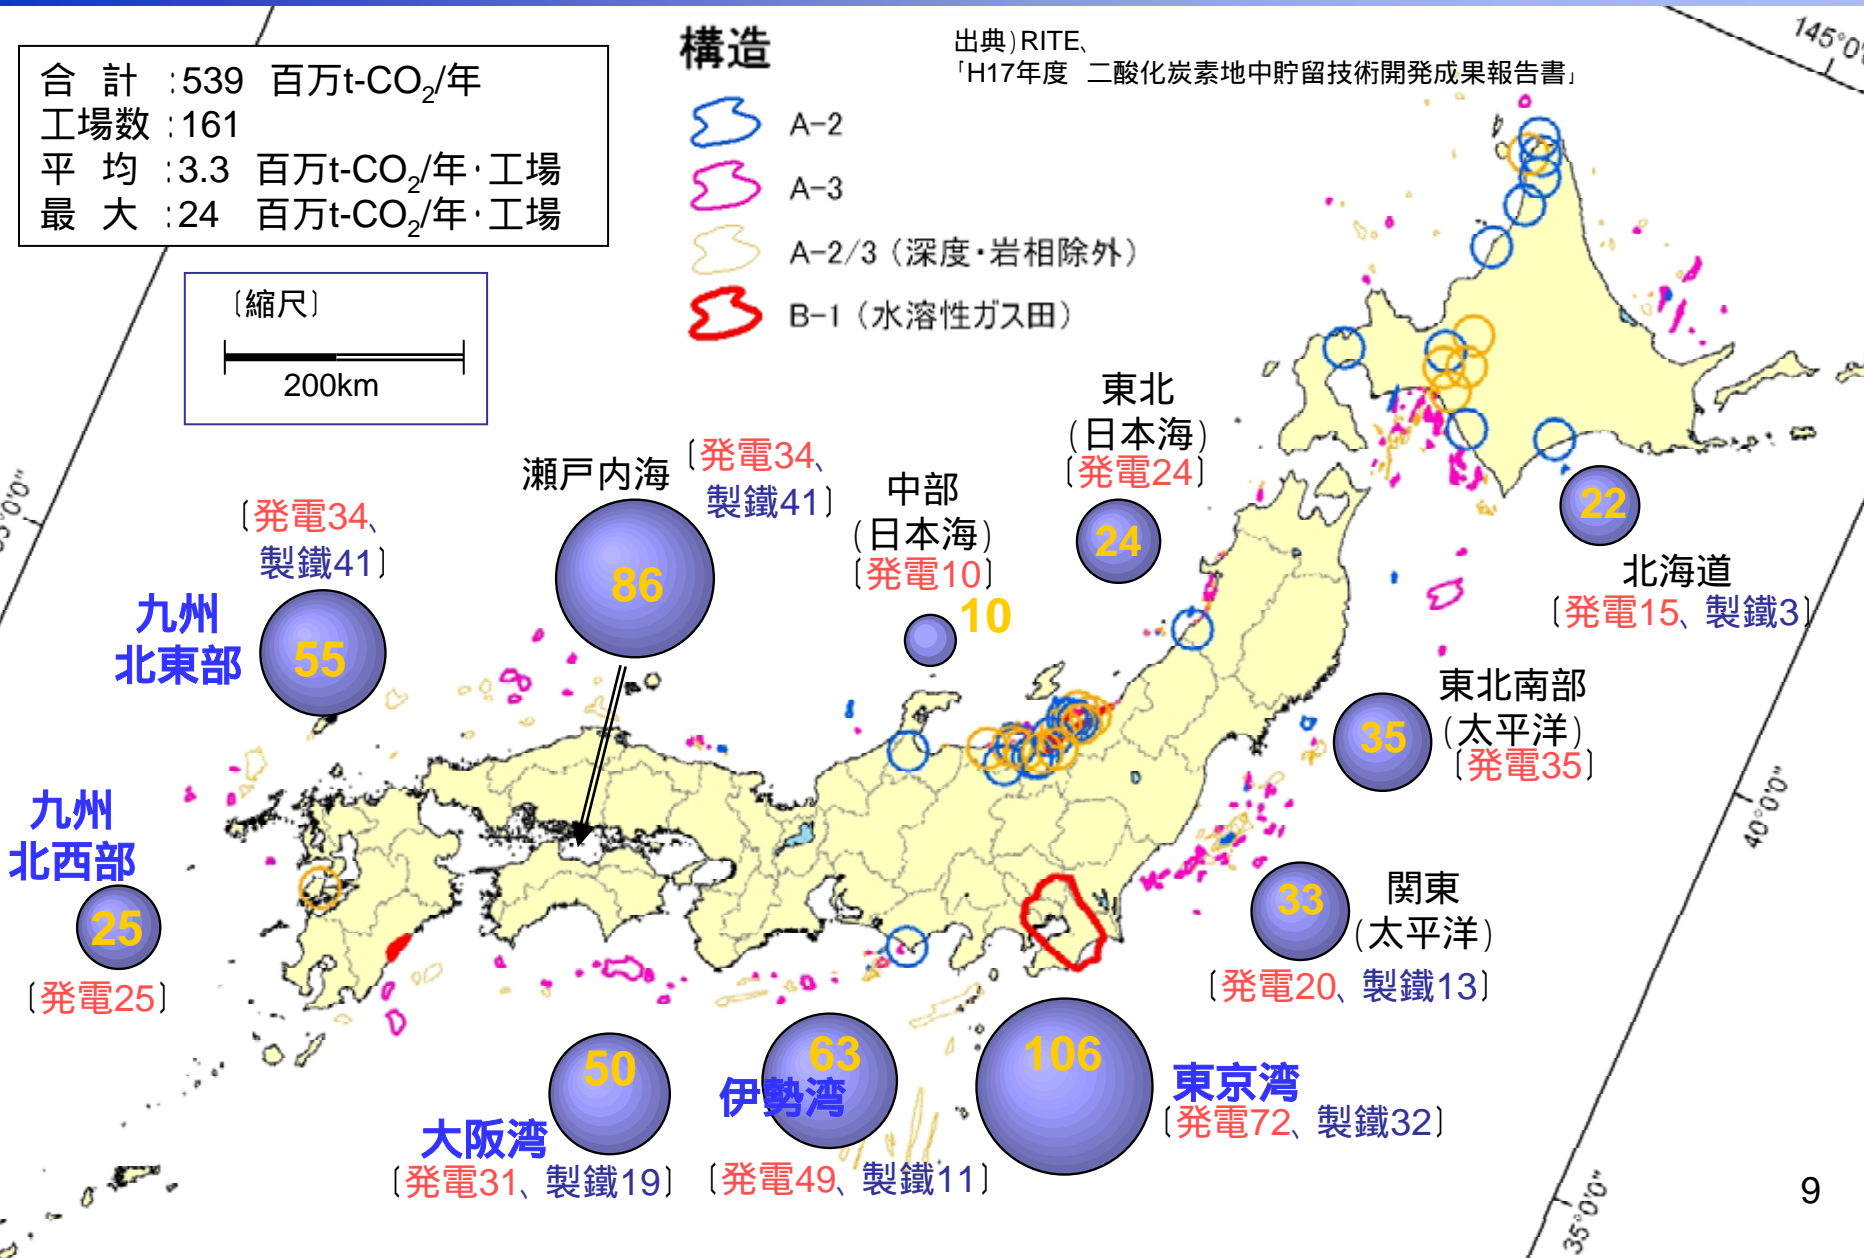 合 計 :539 百万t-CO₂/年
工場数 :161
平 均 :3.3 百万t-CO₂/年・工場
最 大 :24 百万t-CO₂/年・工場
〔縮尺〕
200km
構造
A-2
A-3
A-2/3（深度・岩相除外）
B-1（水溶性ガス田）
出典）RITE、
「H17年度 二酸化炭素地中貯留技術開発成果報告書」
145°0'0
瀬戸内海
〔発電34、
製鐵41〕
86
〔発電34、
製鐵41〕
九州
北東部
55
中部
(日本海)
〔発電10〕
10
東北
(日本海)
〔発電24〕
24
22
北海道
〔発電15、製鐵3〕
東北南部
(太平洋)
〔発電35〕
35
40°0'0"
九州
北西部
25
〔発電25〕
33
関東
(太平洋)
〔発電20、製鐵13〕
50
大阪湾
〔発電31、製鐵19〕
63
伊勢湾
〔発電49、製鐵11〕
106
東京湾
〔発電72、製鐵32〕
35°0'0"
9